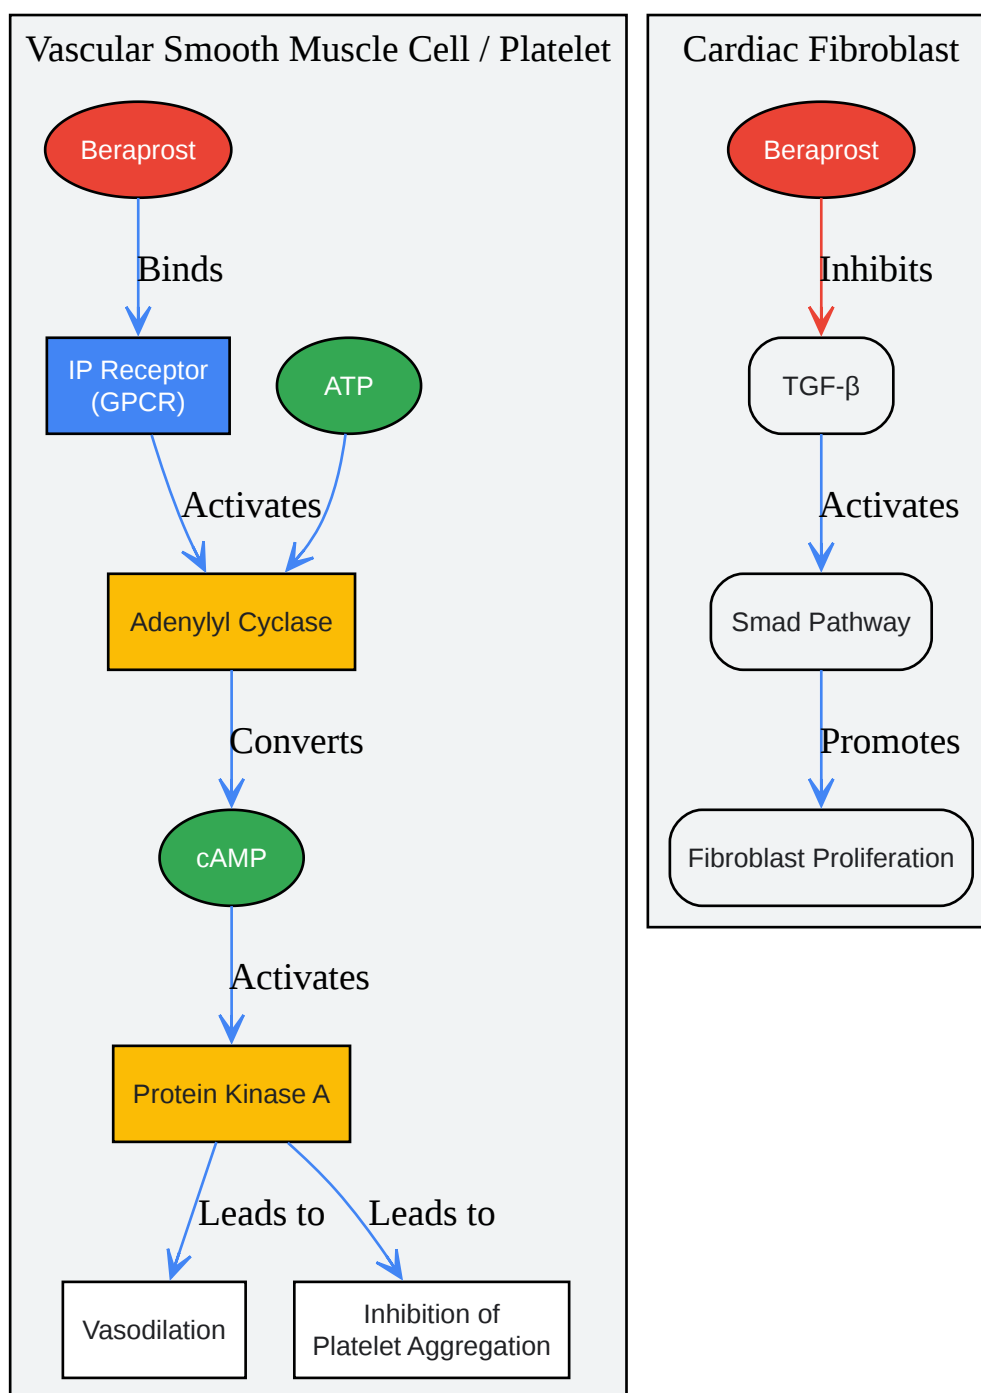 Vascular Smooth Muscle Cell / Platelet
Beraprost
Binds
IP Receptor
(GPCR)
ATP
Activates
Adenylyl Cyclase
Converts
cAMP
Activates
Protein Kinase A
Leads to
Leads to
Vasodilation
Inhibition of
Platelet Aggregation
Cardiac Fibroblast
Beraprost
Inhibits
TGF-β
Activates
Smad Pathway
Promotes
Fibroblast Proliferation